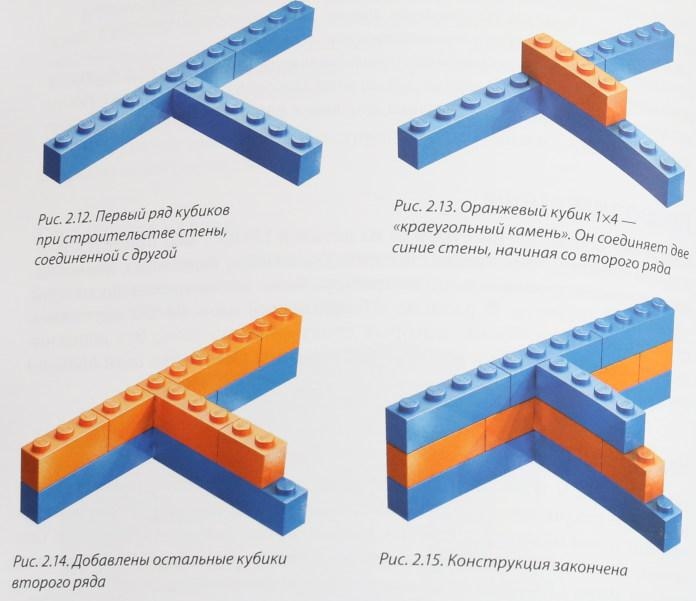 Рис. 2.12. Первый ряд кубиков
при строительстве стены,
соединенной с другой
Рис. 2.13. Оранжевый кубик 1×4 —
«краеугольный камень». Он соединяет две
синие стены, начиная со второго ряда
Рис. 2.14. Добавлены остальные кубики
второго ряда
Рис. 2.15. Конструкция закончена